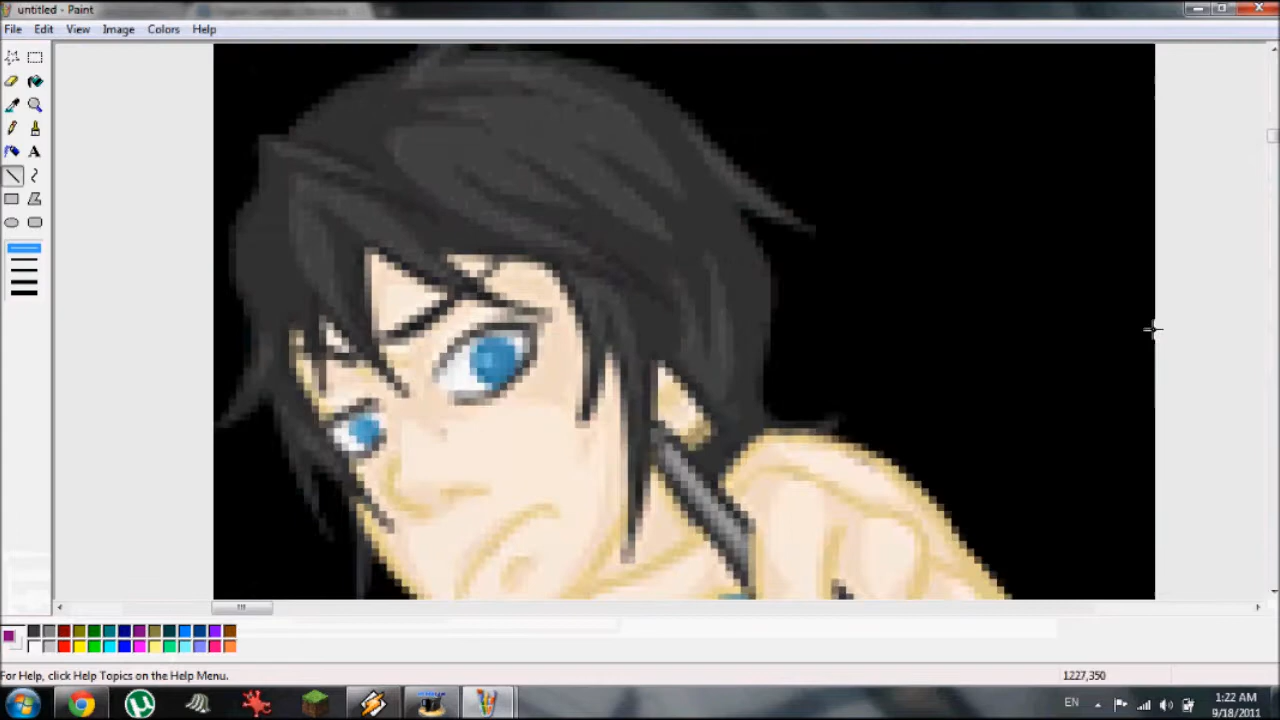 untitled - Paint
File Edit View Image Colors Help
A
For Help, click Help Topics on the Help Menu.
1227,350
EN
1:22 AM
9/18/2011